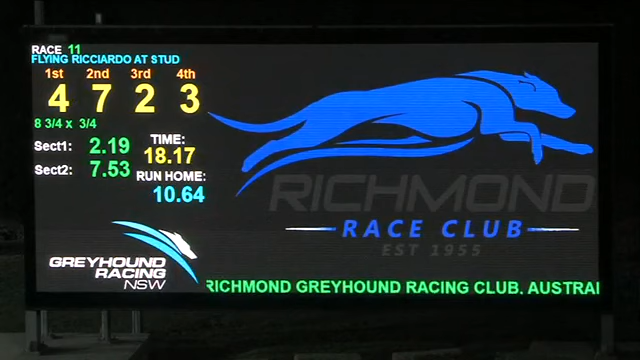 RACE 11
FLYING RICCIARDO AT STUD
1st 2nd 3rd 4th
4 7 2 3
8 3/4 x 3/4
Sect1: 2.19
TIME:
18.17
Sect2: 7.53
RUN HOME:
10.64
RICHMOND
RACE CLUB
EST 1955
GREYHOUND
RACING
NSW
RICHMOND GREYHOUND RACING CLUB. AUSTRAI